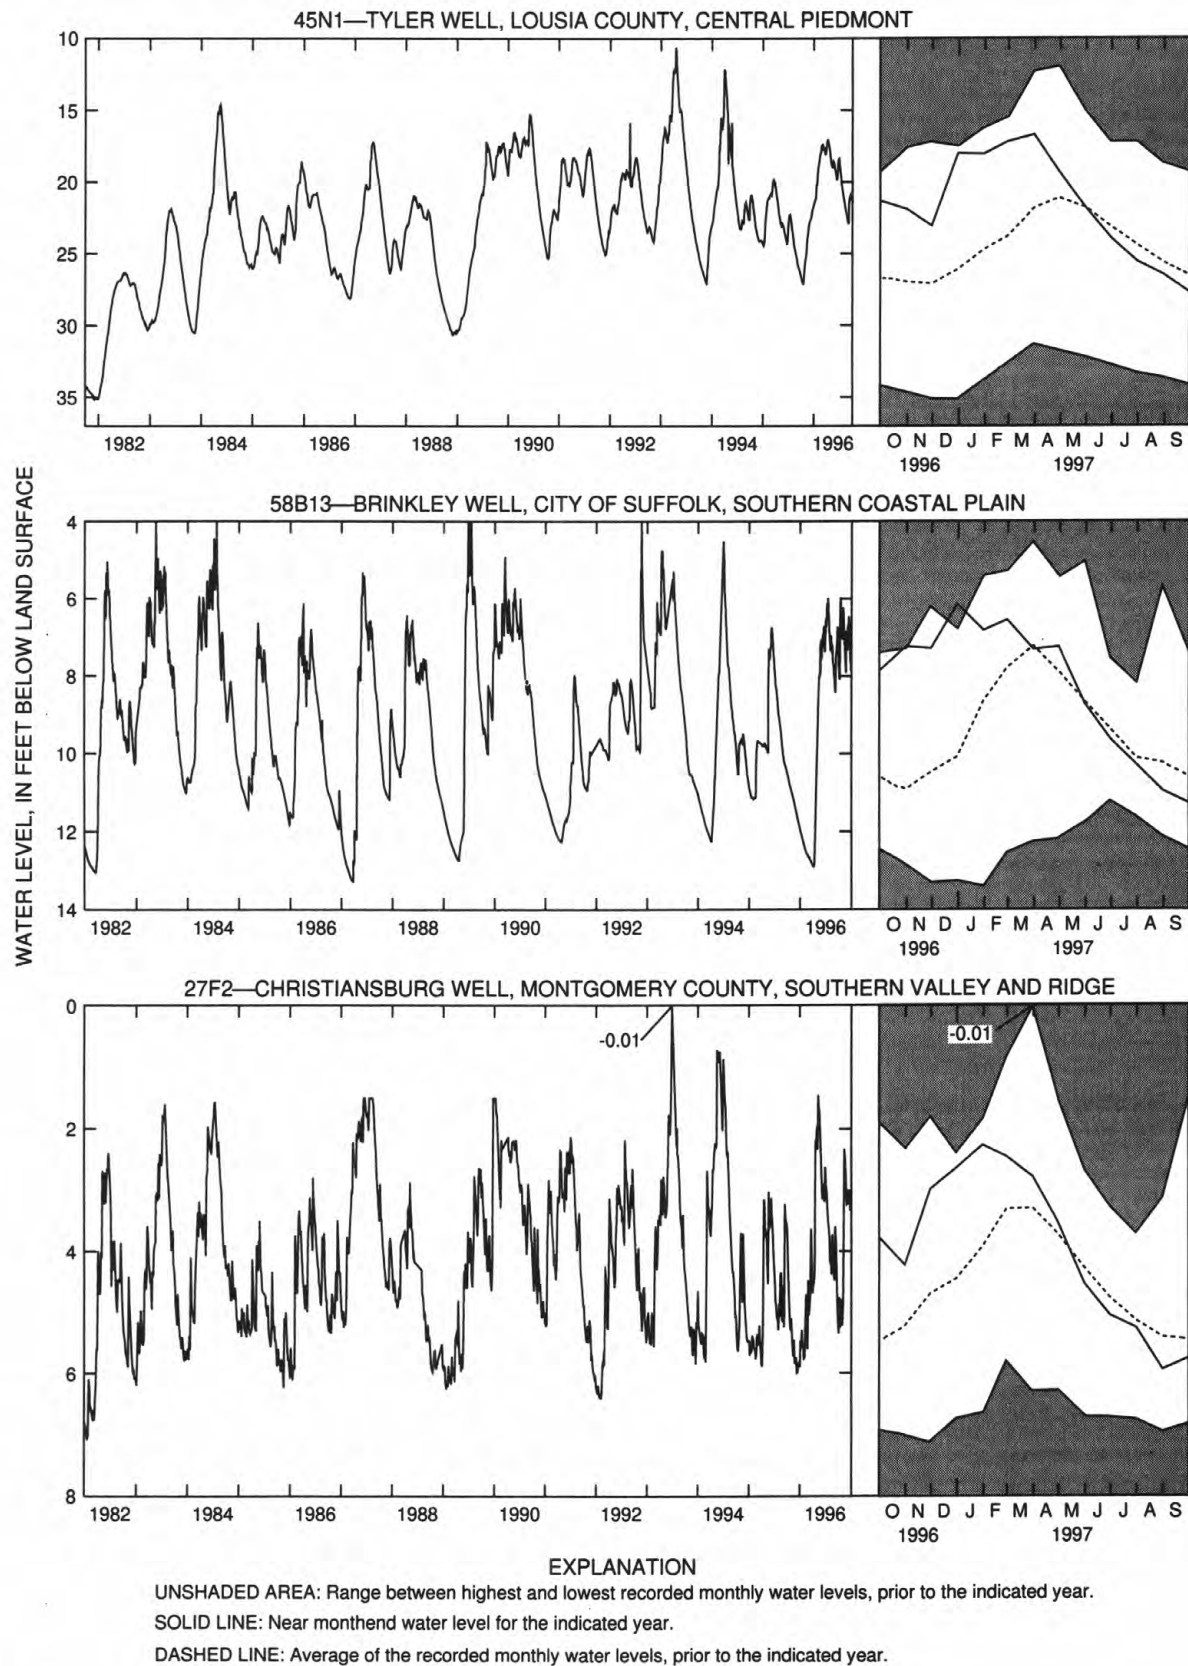 45N1—TYLER WELL, LOUSIA COUNTY, CENTRAL PIEDMONT
10
15
20
25
30
35
1982 1984 1986 1988 1990 1992 1994 1996
O N D J F M A M J J A S
1996 1997
WATER LEVEL, IN FEET BELOW LAND SURFACE
58B13—BRINKLEY WELL, CITY OF SUFFOLK, SOUTHERN COASTAL PLAIN
4
6
8
10
12
14
1982 1984 1986 1988 1990 1992 1994 1996
O N D J F M A M J J A S
1996 1997
27F2—CHRISTIANSBURG WELL, MONTGOMERY COUNTY, SOUTHERN VALLEY AND RIDGE
0
-0.01 -0.01
2
4
6
8
1982 1984 1986 1988 1990 1992 1994 1996
O N D J F M A M J J A S
1996 1997
EXPLANATION
UNSHADED AREA: Range between highest and lowest recorded monthly water levels, prior to the indicated year.
SOLID LINE: Near monthend water level for the indicated year.
DASHED LINE: Average of the recorded monthly water levels, prior to the indicated year.